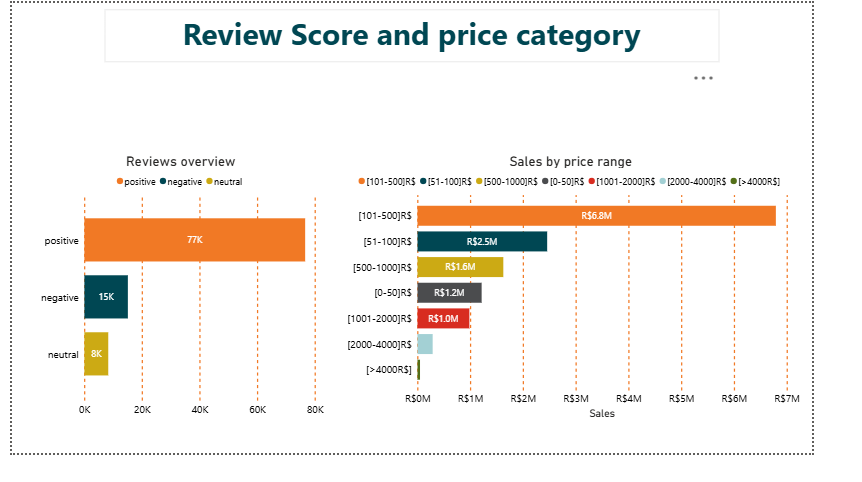 Review Score and price category
Reviews overview
positive negative neutral
positive
77K
negative
15K
neutral
8K
0K 20K 40K 60K 80K
Sales by price range
[101-500]R$ [51-100]R$ [500-1000]R$ [0-50]R$ [1001-2000]R$ [2000-4000]R$ [>4000R$]
[101-500]R$
R$6.8M
[51-100]R$
R$2.5M
[500-1000]R$
R$1.6M
[0-50]R$
R$1.2M
[1001-2000]R$
R$1.0M
[2000-4000]R$
[>4000R$]
R$0M R$1M R$2M R$3M R$4M R$5M R$6M R$7M
Sales